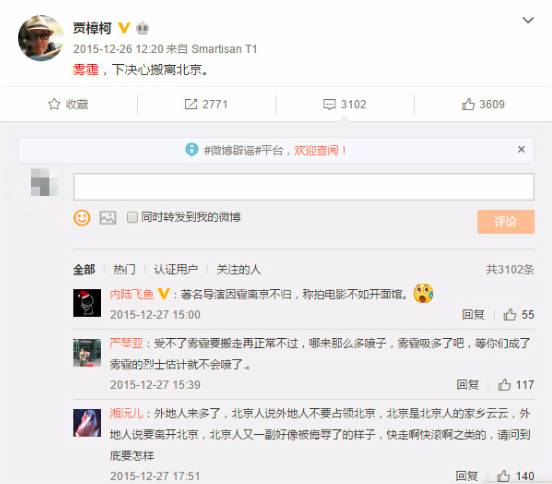 贾樟柯
2015-12-26 12:20 来自 Smartisan T1
雾霾，下决心搬离北京。
收藏 2771 3102 3609
#微博辟谣#平台，欢迎查阅！ ×
同时转发到我的微博 评论
全部 热门 认证用户 关注的人 共3102条
内陆飞鱼：著名导演因霾离京不归，称拍电影不如开面馆。
2015-12-27 15:00 回复 55
严琴亚：受不了雾霾要搬走再正常不过，哪来那么多喷子，雾霾吸多了吧，等你们成了
雾霾的烈士估计就不会喷了.。
2015-12-27 15:39 回复 117
湘沅儿：外地人来多了，北京人说外地人不要占领北京，北京是北京人的家乡云云，外
地人说要离开北京，北京人又一副好像被侮辱了的样子，快走啊快滚啊之类的，请问到
底要怎样
2015-12-27 17:51 回复 140